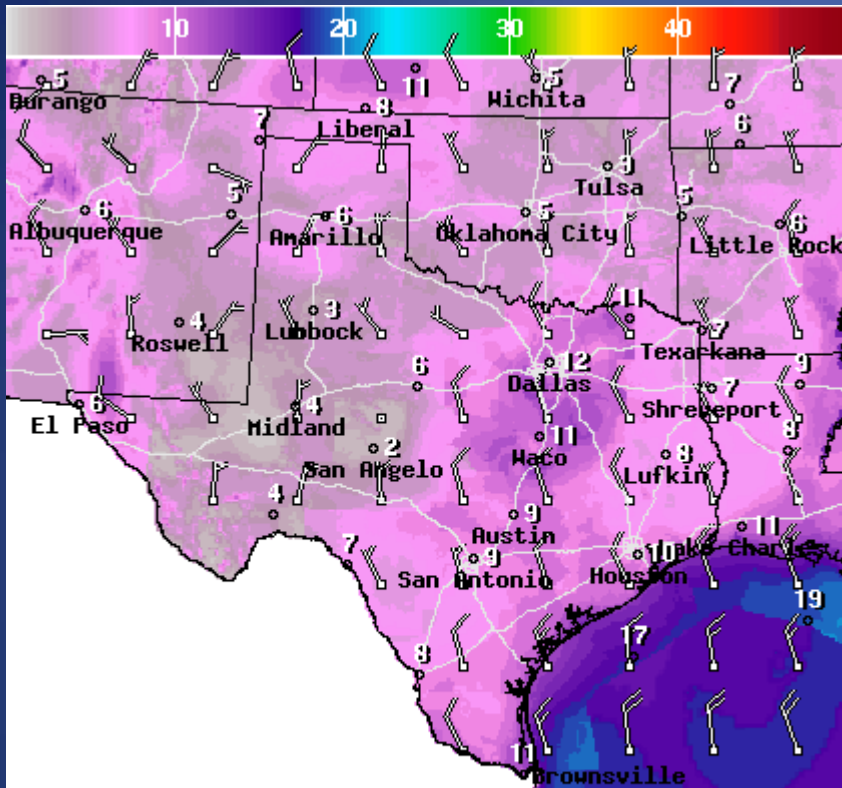 10 20 30 40
5 11 5 7
Durango 8 Wichita
7 Liberal 6
3
Tulsa
6 5 6 5 5 6
Albuquerque Amarillo Oklahoma City Little Rock
4 3 11
Roswell Lubbock 7
Texarkana
12
6 Dallas 7 9
6 4 Shreveport
El Paso Midland 11
2 Waco 8 8
San Angelo Lufkin
4 9 11
Austin
7 9 10 Lake Charles
San Antonio Houston
19
8 17
11
Brownsville